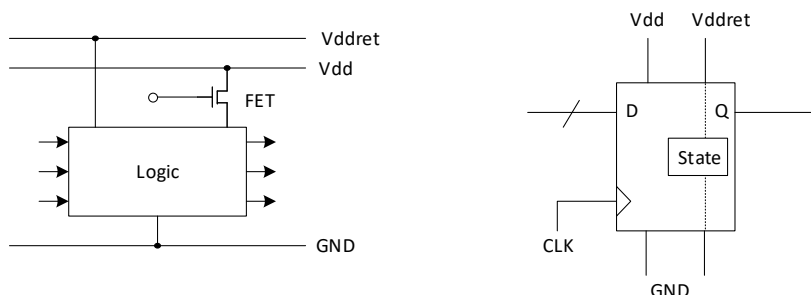 Vddret
Vdd
FET
Logic
GND
Vdd
Vddret
D
Q
State
CLK
GND